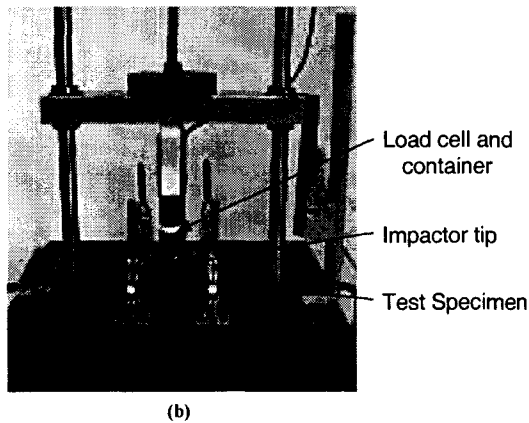 Load cell and
container
Impactor tip
Test Specimen
(b)